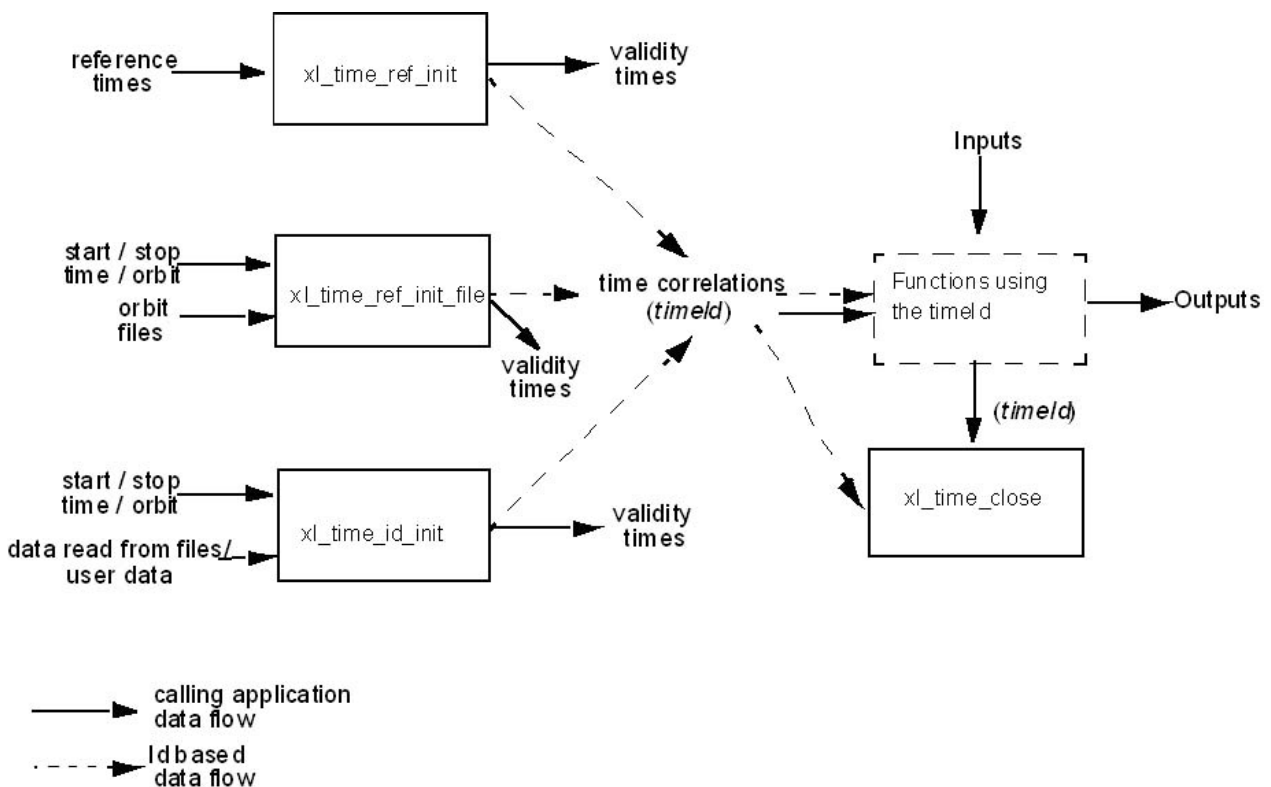 reference
times
xl_time_ref_init
validity
times
Inputs
start / stop
time / orbit
orbit
files
xl_time_ref_init_file
validity
times
time correlations
(timeId)
Functions using
the timeId
Outputs
(timeId)
xl_time_close
start / stop
time / orbit
data read from files/
user data
xl_time_id_init
validity
times
calling application
data flow
Id based
data flow